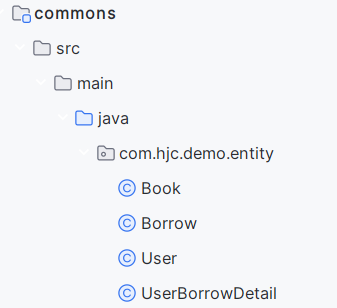 commons
src
main
java
com.hjc.demo.entity
Book
Borrow
User
UserBorrowDetail